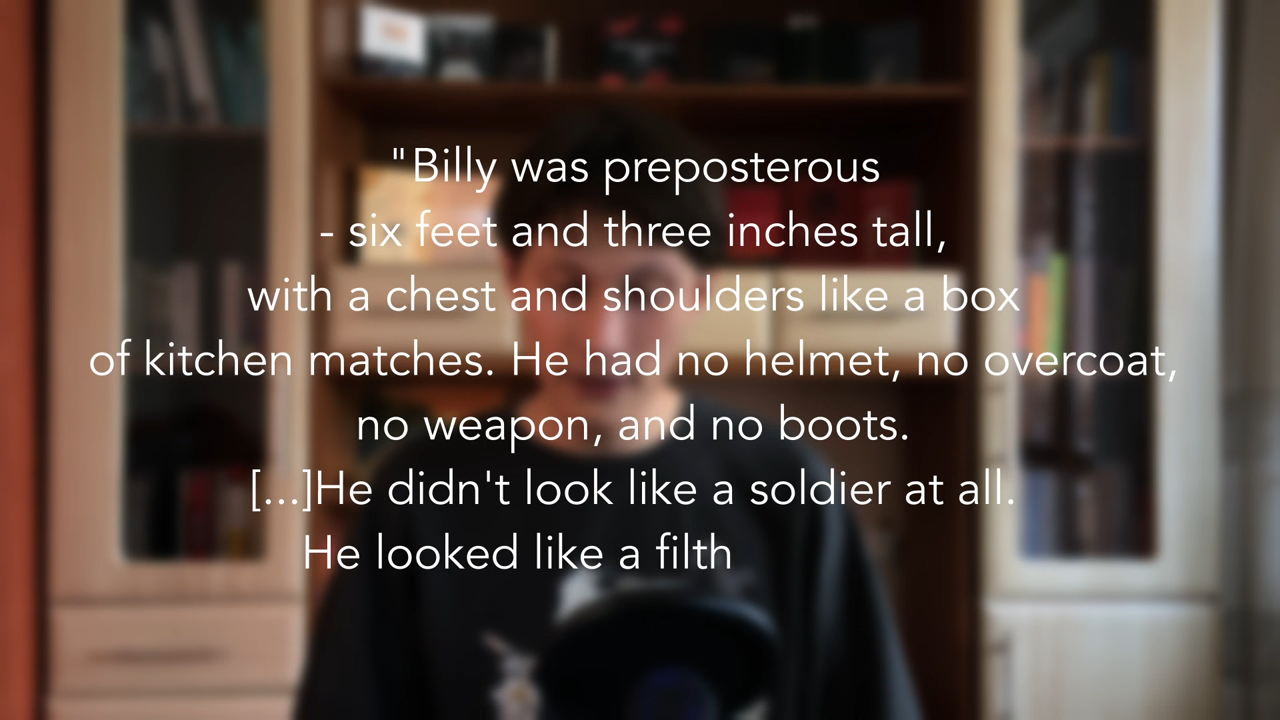 "Billy was preposterous
- six feet and three inches tall,
with a chest and shoulders like a box
of kitchen matches. He had no helmet, no overcoat,
no weapon, and no boots.
[...]He didn't look like a soldier at all.
He looked like a filth